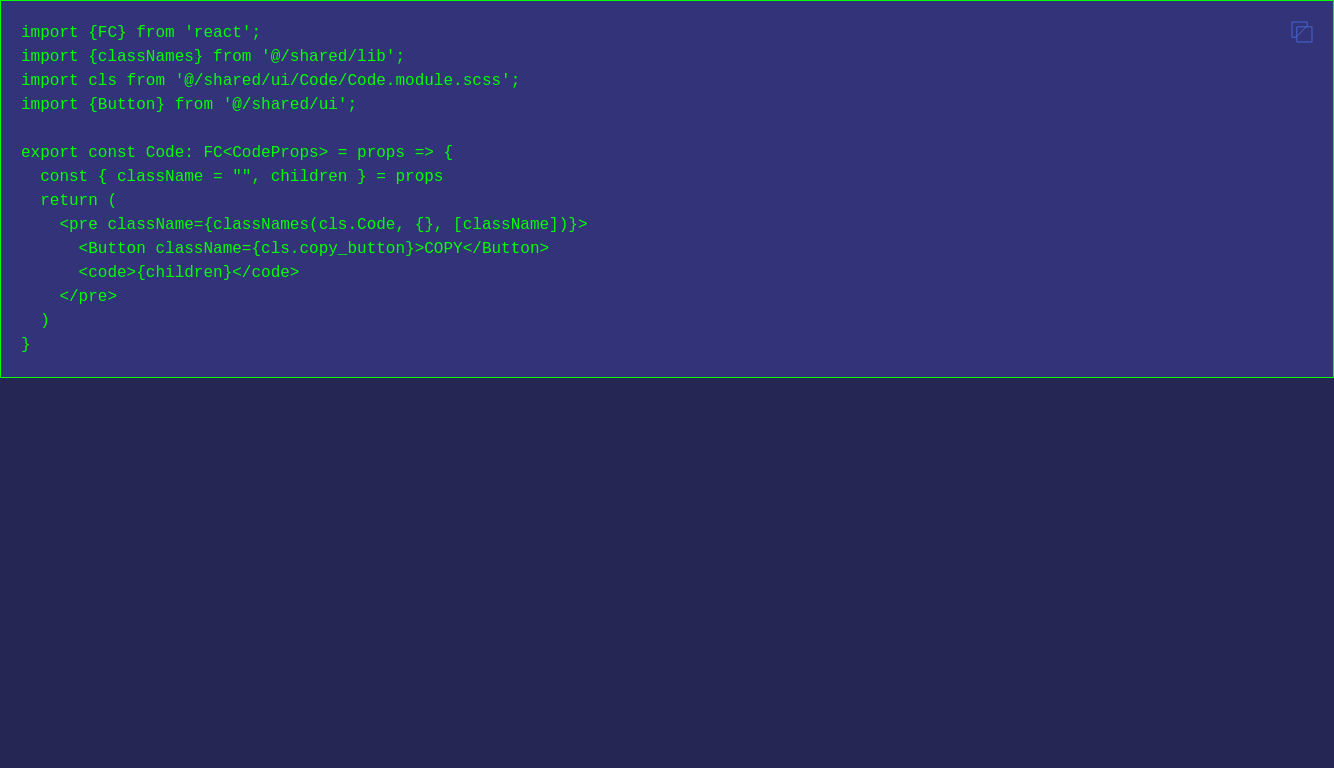 import {FC} from 'react';
import {classNames} from '@/shared/lib';
import cls from '@/shared/ui/Code/Code.module.scss';
import {Button} from '@/shared/ui';

export const Code: FC<CodeProps> = props => {
  const { className = "", children } = props
  return (
    <pre className={classNames(cls.Code, {}, [className])}>
      <Button className={cls.copy_button}>COPY</Button>
      <code>{children}</code>
    </pre>
  )
}